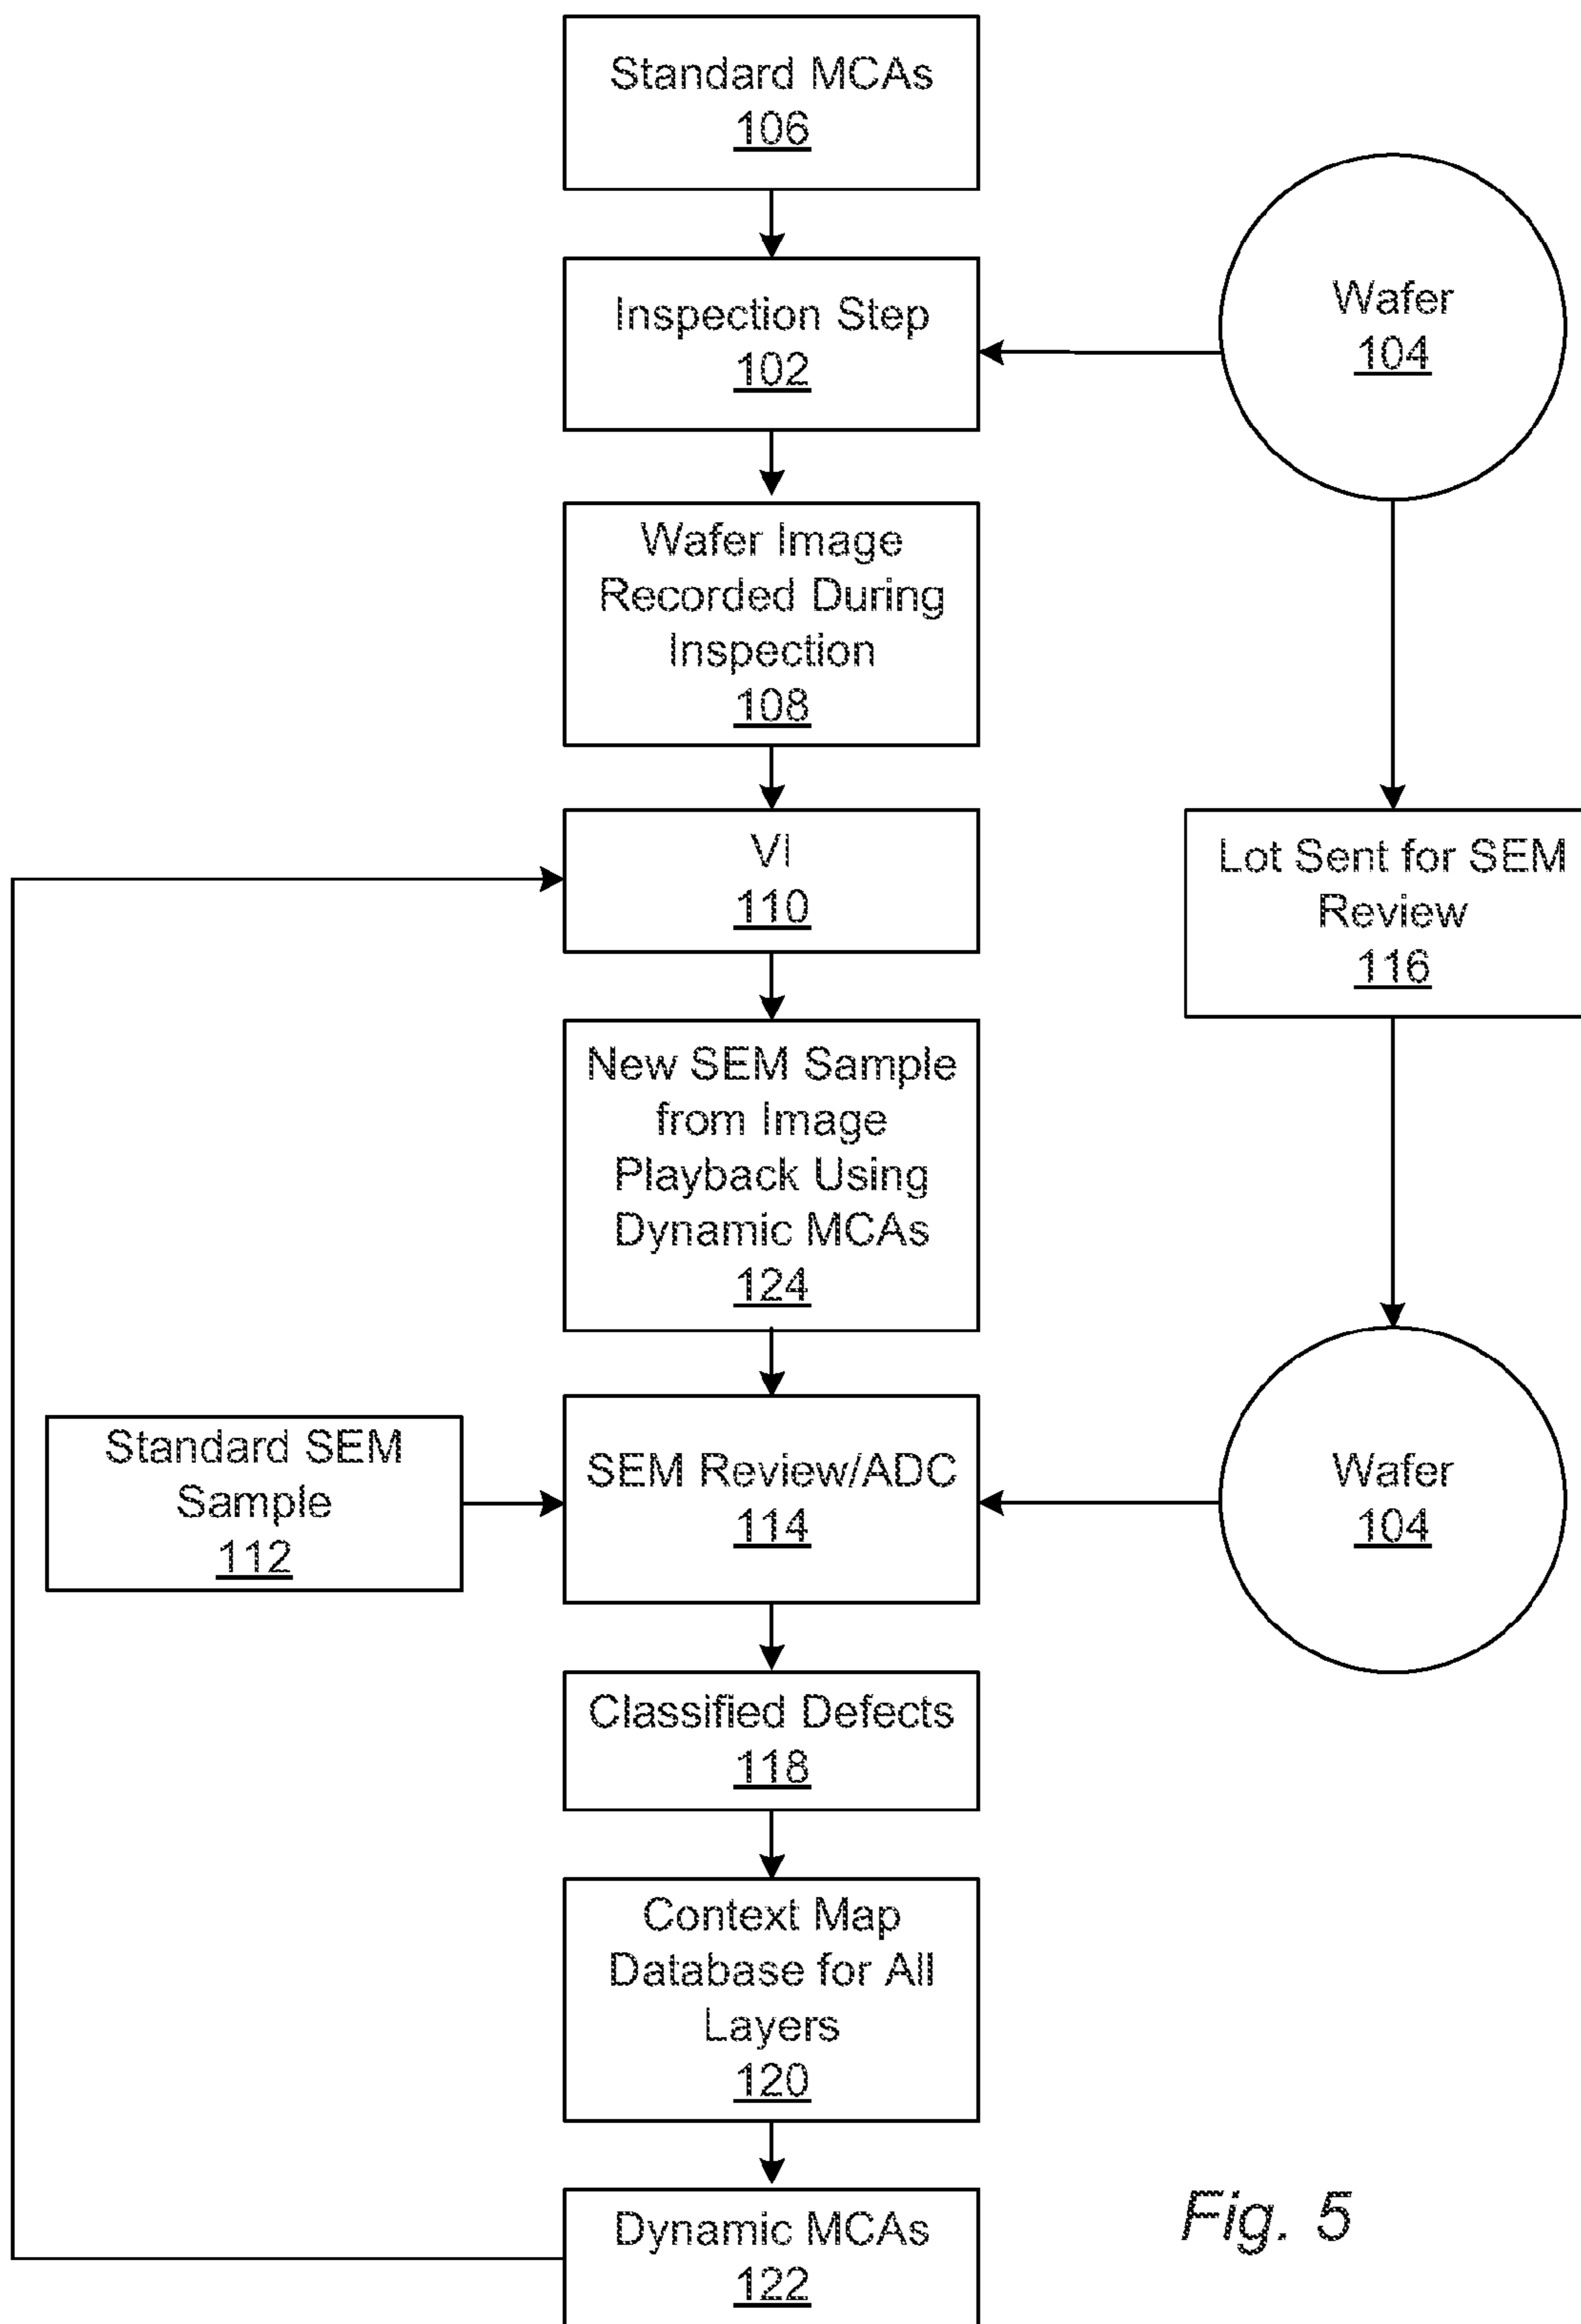 Standard MCAs
106
Inspection Step
102
Wafer
104
Wafer Image
Recorded During
Inspection
108
VI
110
Lot Sent for SEM
Review
116
New SEM Sample
from Image
Playback Using
Dynamic MCAs
124
Standard SEM
Sample
112
SEM Review/ADC
114
Wafer
104
Classified Defects
118
Context Map
Database for All
Layers
120
Dynamic MCAs
122
Fig. 5